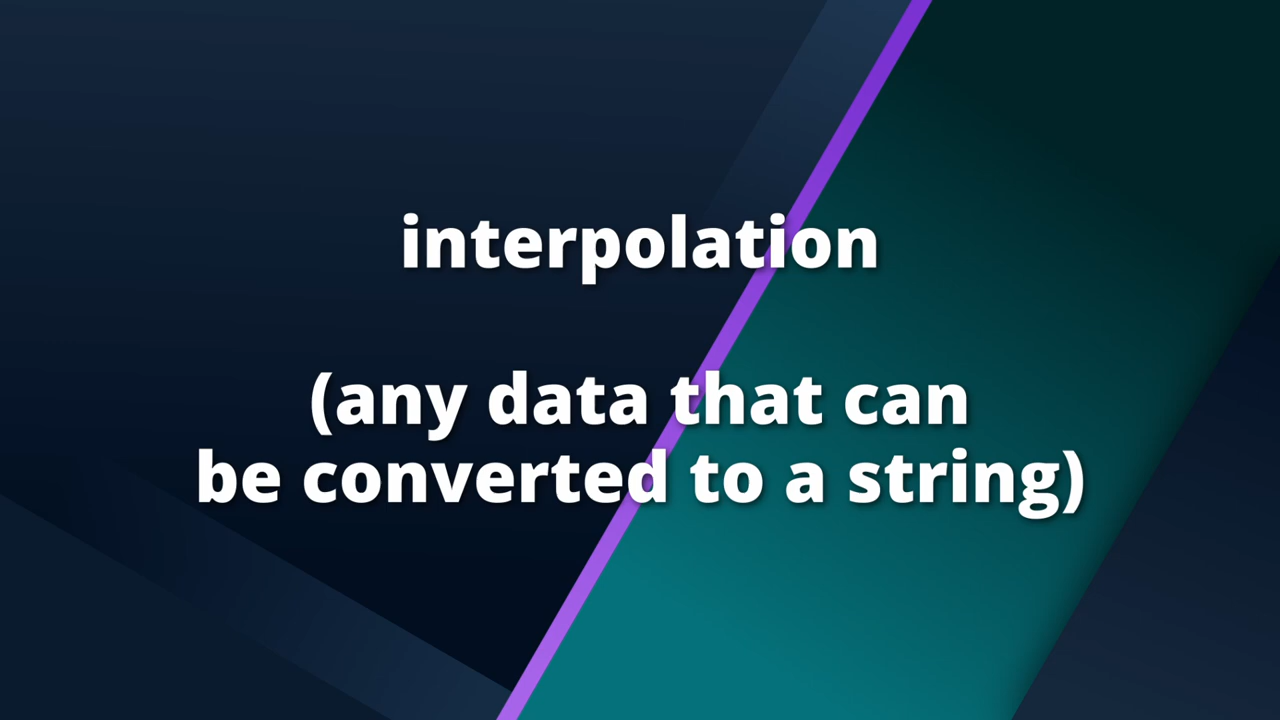 interpolation
(any data that can
be converted to a string)